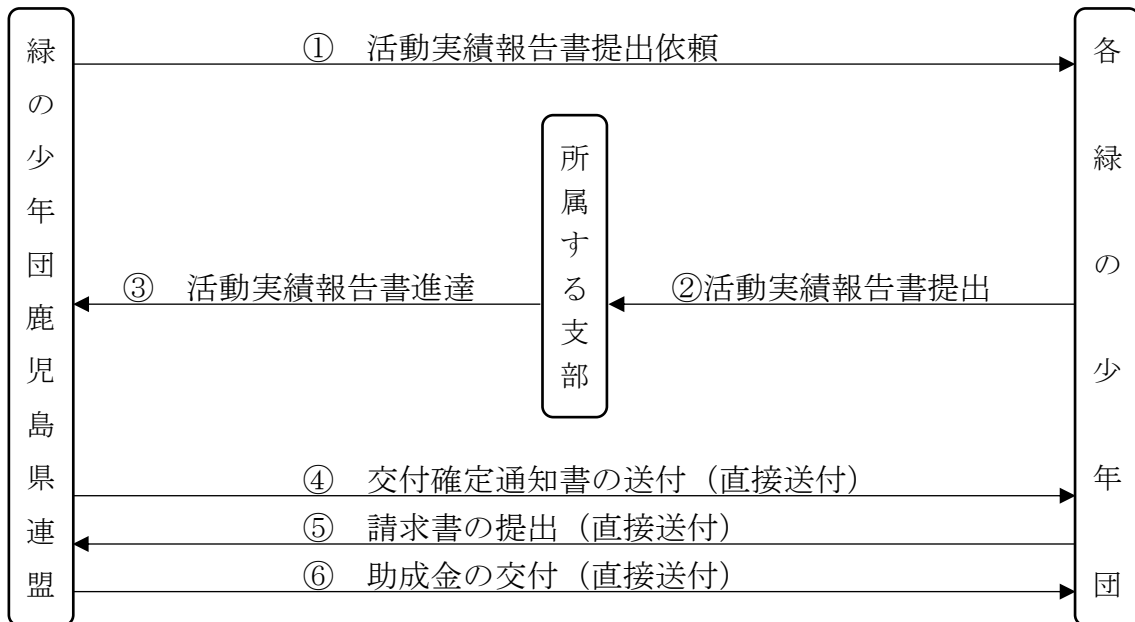 緑の少年団鹿児島県連盟
① 活動実績報告書提出依頼
各緑の少年団
所属する支部
③ 活動実績報告書進達
②活動実績報告書提出
④ 交付確定通知書の送付（直接送付）
⑤ 請求書の提出（直接送付）
⑥ 助成金の交付（直接送付）